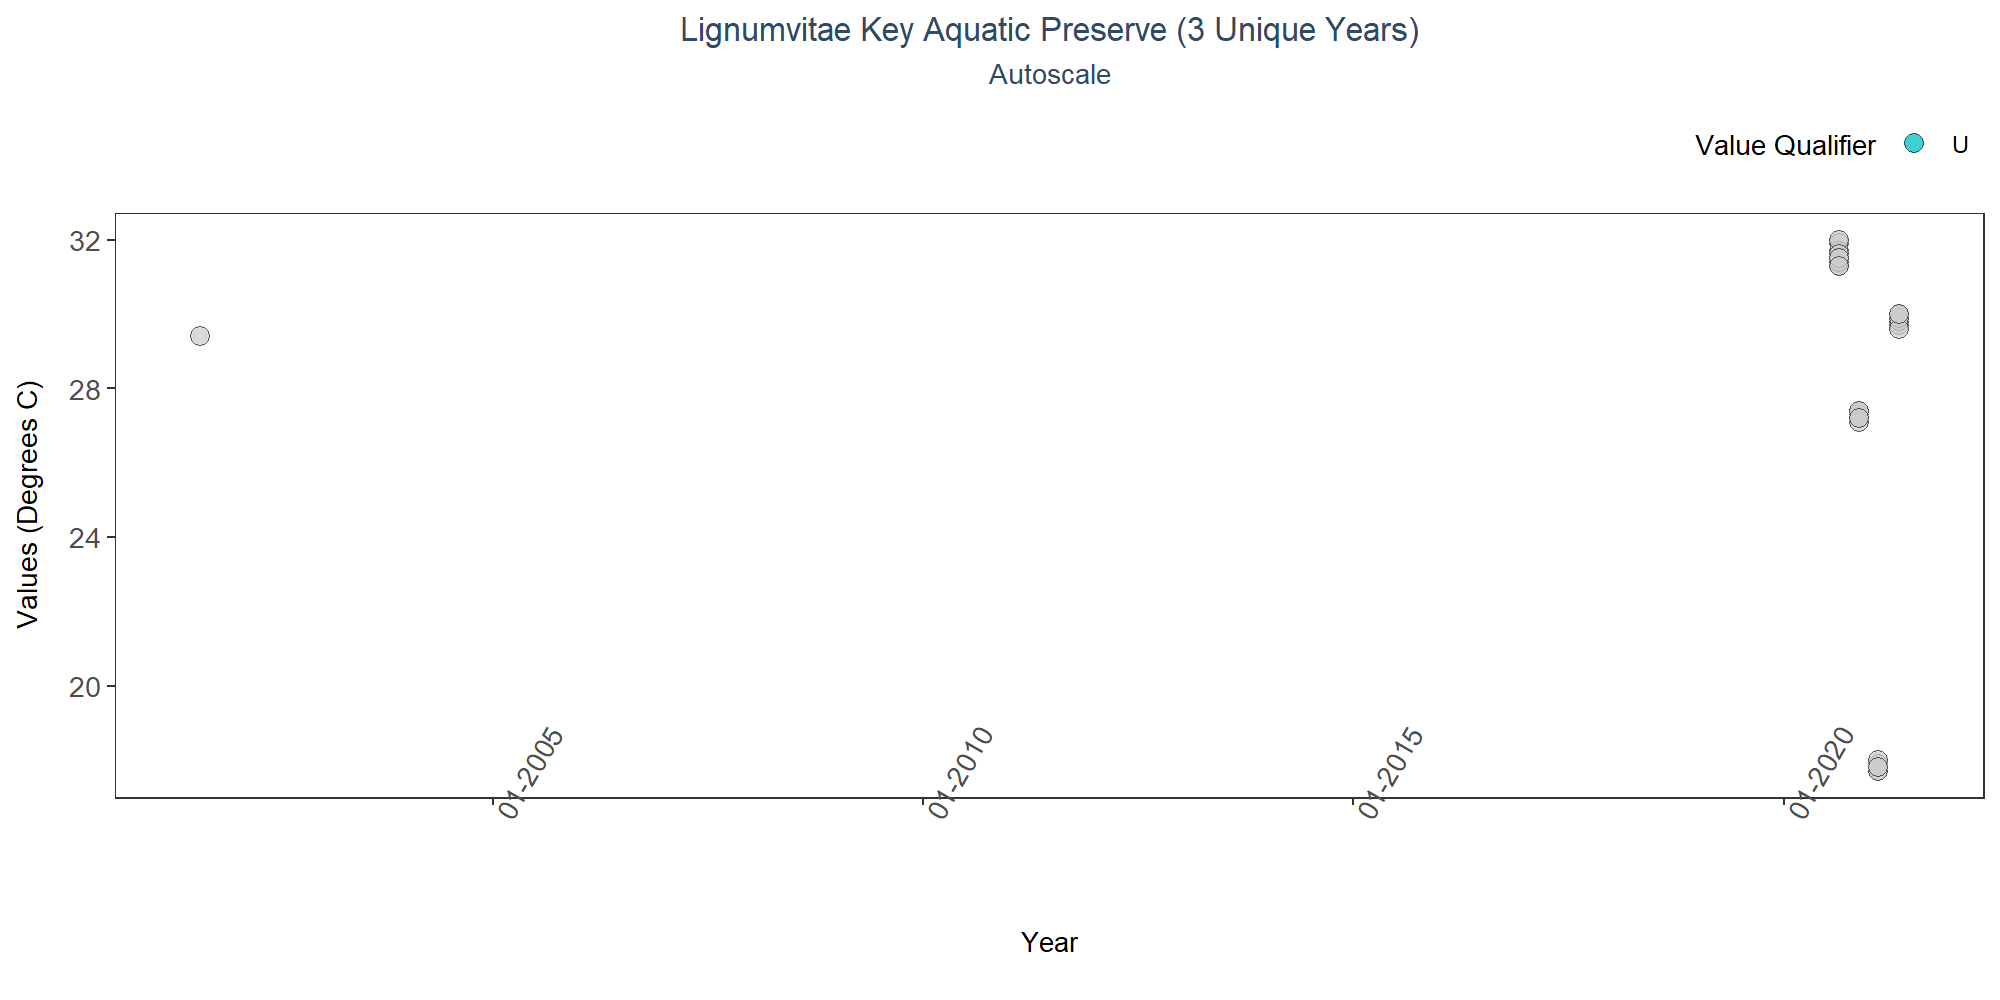 Lignumvitae Key Aquatic Preserve (3 Unique Years)
Autoscale
Value Qualifier U
Values (Degrees C)
32
28
24
20
01-2005 01-2010 01-2015 01-2020
Year